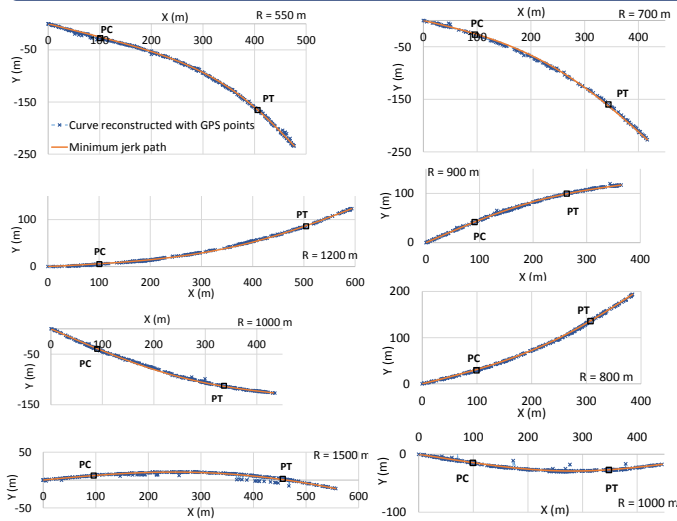 X (m)
R = 550 m
0 100 200 300 400 500
PC
-50
-150
-250
Y (m)
PT
Curve reconstructed with GPS points
Minimum jerk path
X (m)
R = 700 m
0 100 200 300 400
PC
-50
-150
-250
Y (m)
PT
100
0
Y (m)
PC
PT
R = 1200 m
0 100 200 300 400 500 600
X (m)
R = 900 m
100
0
Y (m)
PC
PT
0 100 200 300 400
X (m)
X (m)
R = 1000 m
0 100 200 300 400 500
-50
-150
Y (m)
PC
PT
200
100
0
Y (m)
PC
PT
R = 800 m
0 100 200 300 400
X (m)
50
0
-50
Y (m)
PC
PT
R = 1500 m
0 100 200 300 400 500 600
X (m)
0 100 200 300 400
0
-100
Y (m)
PC
PT
X (m)
R = 1000 m